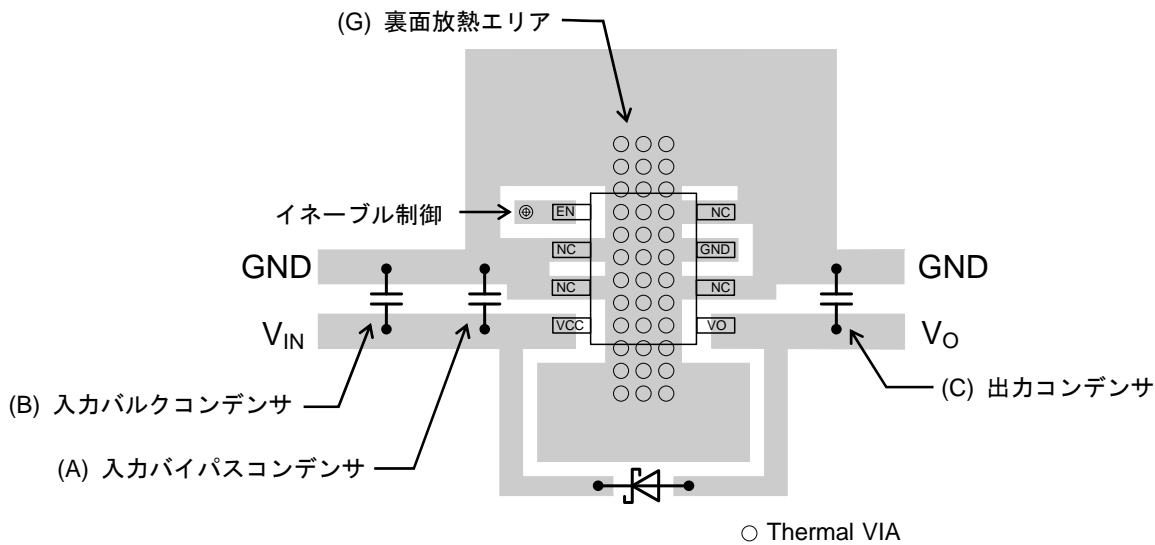 (G) 裏面放熱エリア
イネーブル制御
EN
NC
NC
GND
GND
GND
NC
NC
VIN
VCC
VO
VO
(B) 入力バルクコンデンサ
(C) 出力コンデンサ
(A) 入力バイパスコンデンサ
Thermal VIA